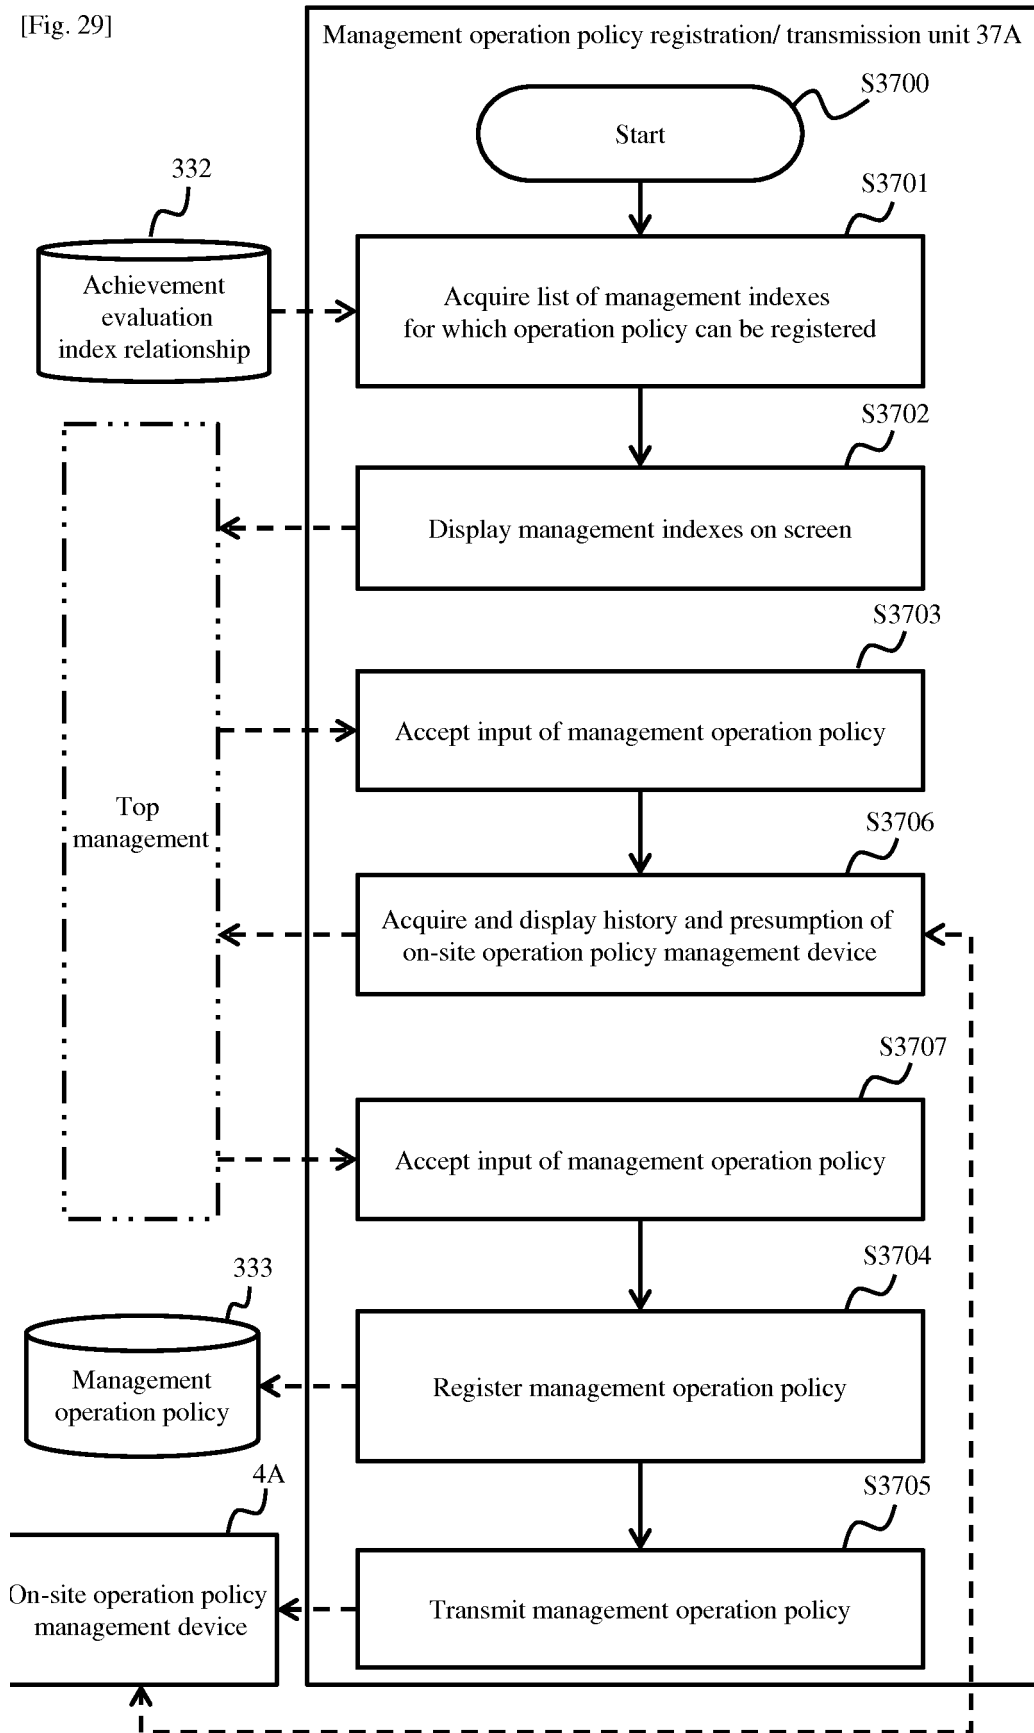 [Fig. 29]
Management operation policy registration/ transmission unit 37A
S3700
Start
332
S3701
Achievement
evaluation
index relationship
Acquire list of management indexes
for which operation policy can be registered
S3702
Display management indexes on screen
S3703
Accept input of management operation policy
Top
management
S3706
Acquire and display history and presumption of
on-site operation policy management device
S3707
Accept input of management operation policy
S3704
333
Management
operation policy
Register management operation policy
4A
S3705
On-site operation policy
management device
Transmit management operation policy